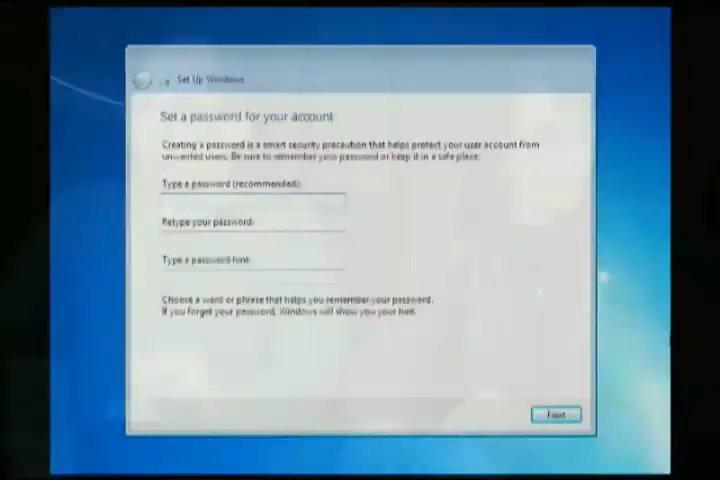 Set Up Windows
Set a password for your account
Creating a password is a smart security precaution that helps protect your user account from
unwanted users. Be sure to remember your password or keep it in a safe place.
Type a password (recommended):
Retype your password:
Type a password hint:
Choose a word or phrase that helps you remember your password.
If you forget your password, Windows will show you your hint.
Next